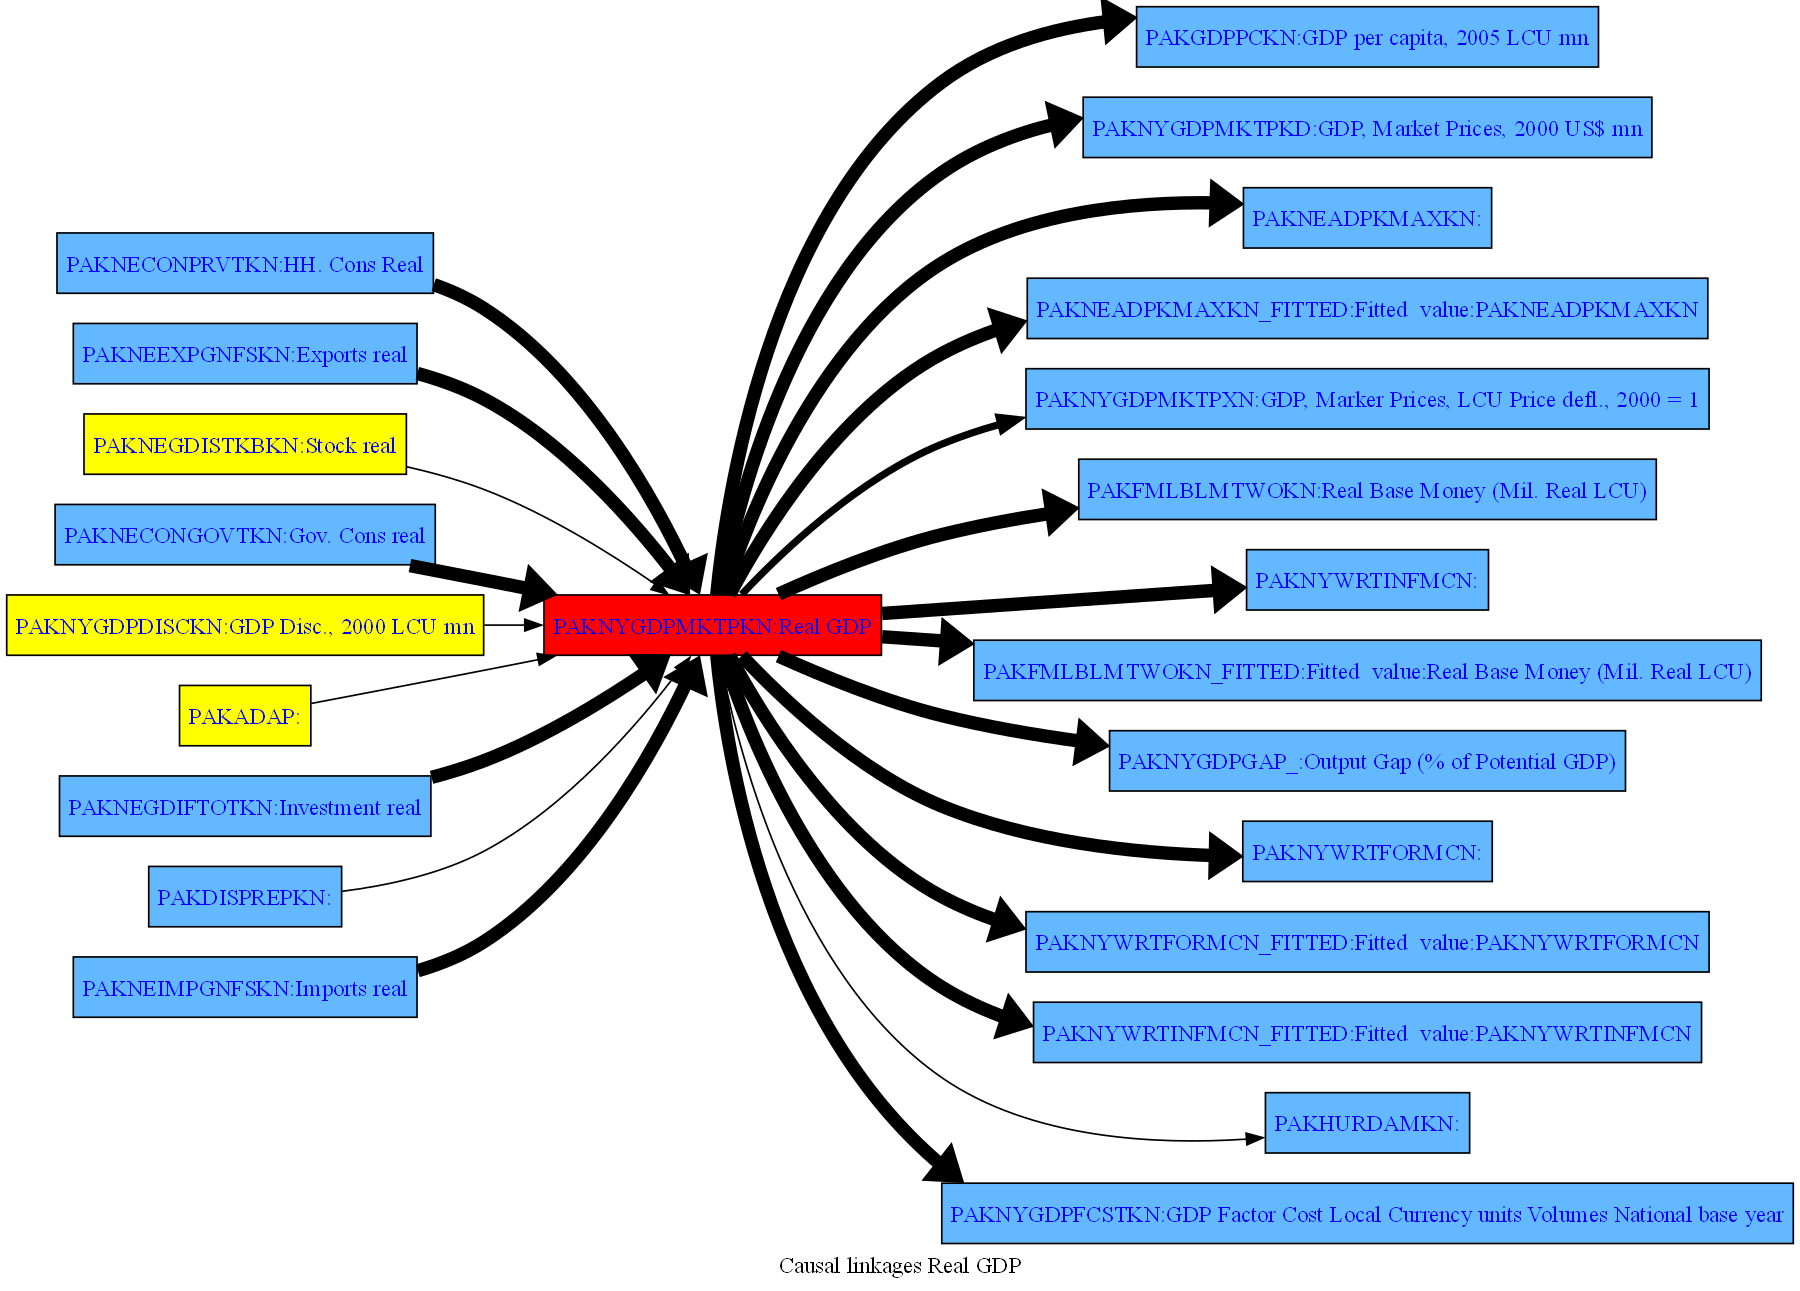 PAKNECONPRVTKN:HH. Cons Real
PAKNEEXPGNFSKN:Exports real
PAKNEGDISTKBKN:Stock real
PAKNECONGOVTKN:Gov. Cons real
PAKNYGDPDISCKN:GDP Disc., 2000 LCU mn
PAKADAP:
PAKNEGDIFTOTKN:Investment real
PAKDISPREPKN:
PAKNEIMPGNFSKN:Imports real
PAKNYGDPMKTPKN:Real GDP
PAKGDPPCKN:GDP per capita, 2005 LCU mn
PAKNYGDPMKTPKD:GDP, Market Prices, 2000 US$ mn
PAKNEADPKMAXKN:
PAKNEADPKMAXKN_FITTED:Fitted  value:PAKNEADPKMAXKN
PAKNYGDPMKTPXN:GDP, Marker Prices, LCU Price defl., 2000 = 1
PAKFMLBLMTWOKN:Real Base Money (Mil. Real LCU)
PAKNYWRTINFMCN:
PAKFMLBLMTWOKN_FITTED:Fitted  value:Real Base Money (Mil. Real LCU)
PAKNYGDPGAP_:Output Gap (% of Potential GDP)
PAKNYWRTFORMCN:
PAKNYWRTFORMCN_FITTED:Fitted  value:PAKNYWRTFORMCN
PAKNYWRTINFMCN_FITTED:Fitted  value:PAKNYWRTINFMCN
PAKHURDAMKN:
PAKNYGDPFCSTKN:GDP Factor Cost Local Currency units Volumes National base year
Causal linkages Real GDP